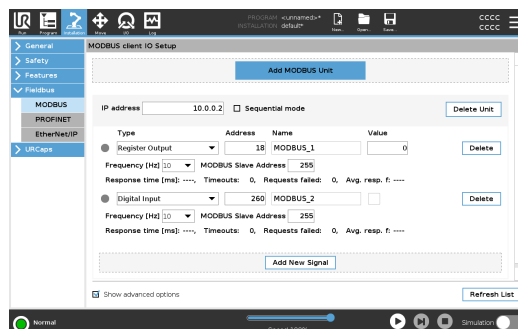 PROGRAM <unnamed>*
INSTALLATION default*
CCCC
CCCC
Run Program Installation Move I/O Log New... Open... Save...
General
MODBUS client IO Setup
Safety
Features
Fieldbus
MODBUS
PROFINET
EtherNet/IP
URCaps
Add MODBUS Unit
IP address 10.0.0.2 Sequential mode Delete Unit
Type Address Name Value
Register Output 18 MODBUS_1 0 Delete
Frequency [Hz] 10 MODBUS Slave Address 255
Response time [ms]: ----, Timeouts: 0, Requests failed: 0, Avg. resp. f: ----
Digital Input 260 MODBUS_2 Delete
Frequency [Hz] 10 MODBUS Slave Address 255
Response time [ms]: ----, Timeouts: 0, Requests failed: 0, Avg. resp. f: ----
Add New Signal
Show advanced options Refresh List
Normal
Speed 100%
Simulation